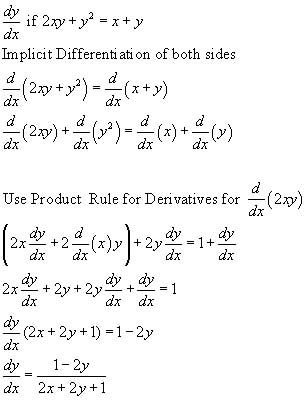 dy/dx if 2xy + y² = x + y
Implicit Differentiation of both sides
d/dx(2xy + y²) = d/dx(x + y)
d/dx(2xy) + d/dx(y²) = d/dx(x) + d/dx(y)
Use Product Rule for Derivatives for d/dx(2xy)
(2x dy/dx + 2 d/dx(x)y) + 2y dy/dx = 1 + dy/dx
2x dy/dx + 2y + 2y dy/dx + dy/dx = 1
dy/dx(2x + 2y + 1) = 1 − 2y
dy/dx = (1 − 2y)/(2x + 2y + 1)